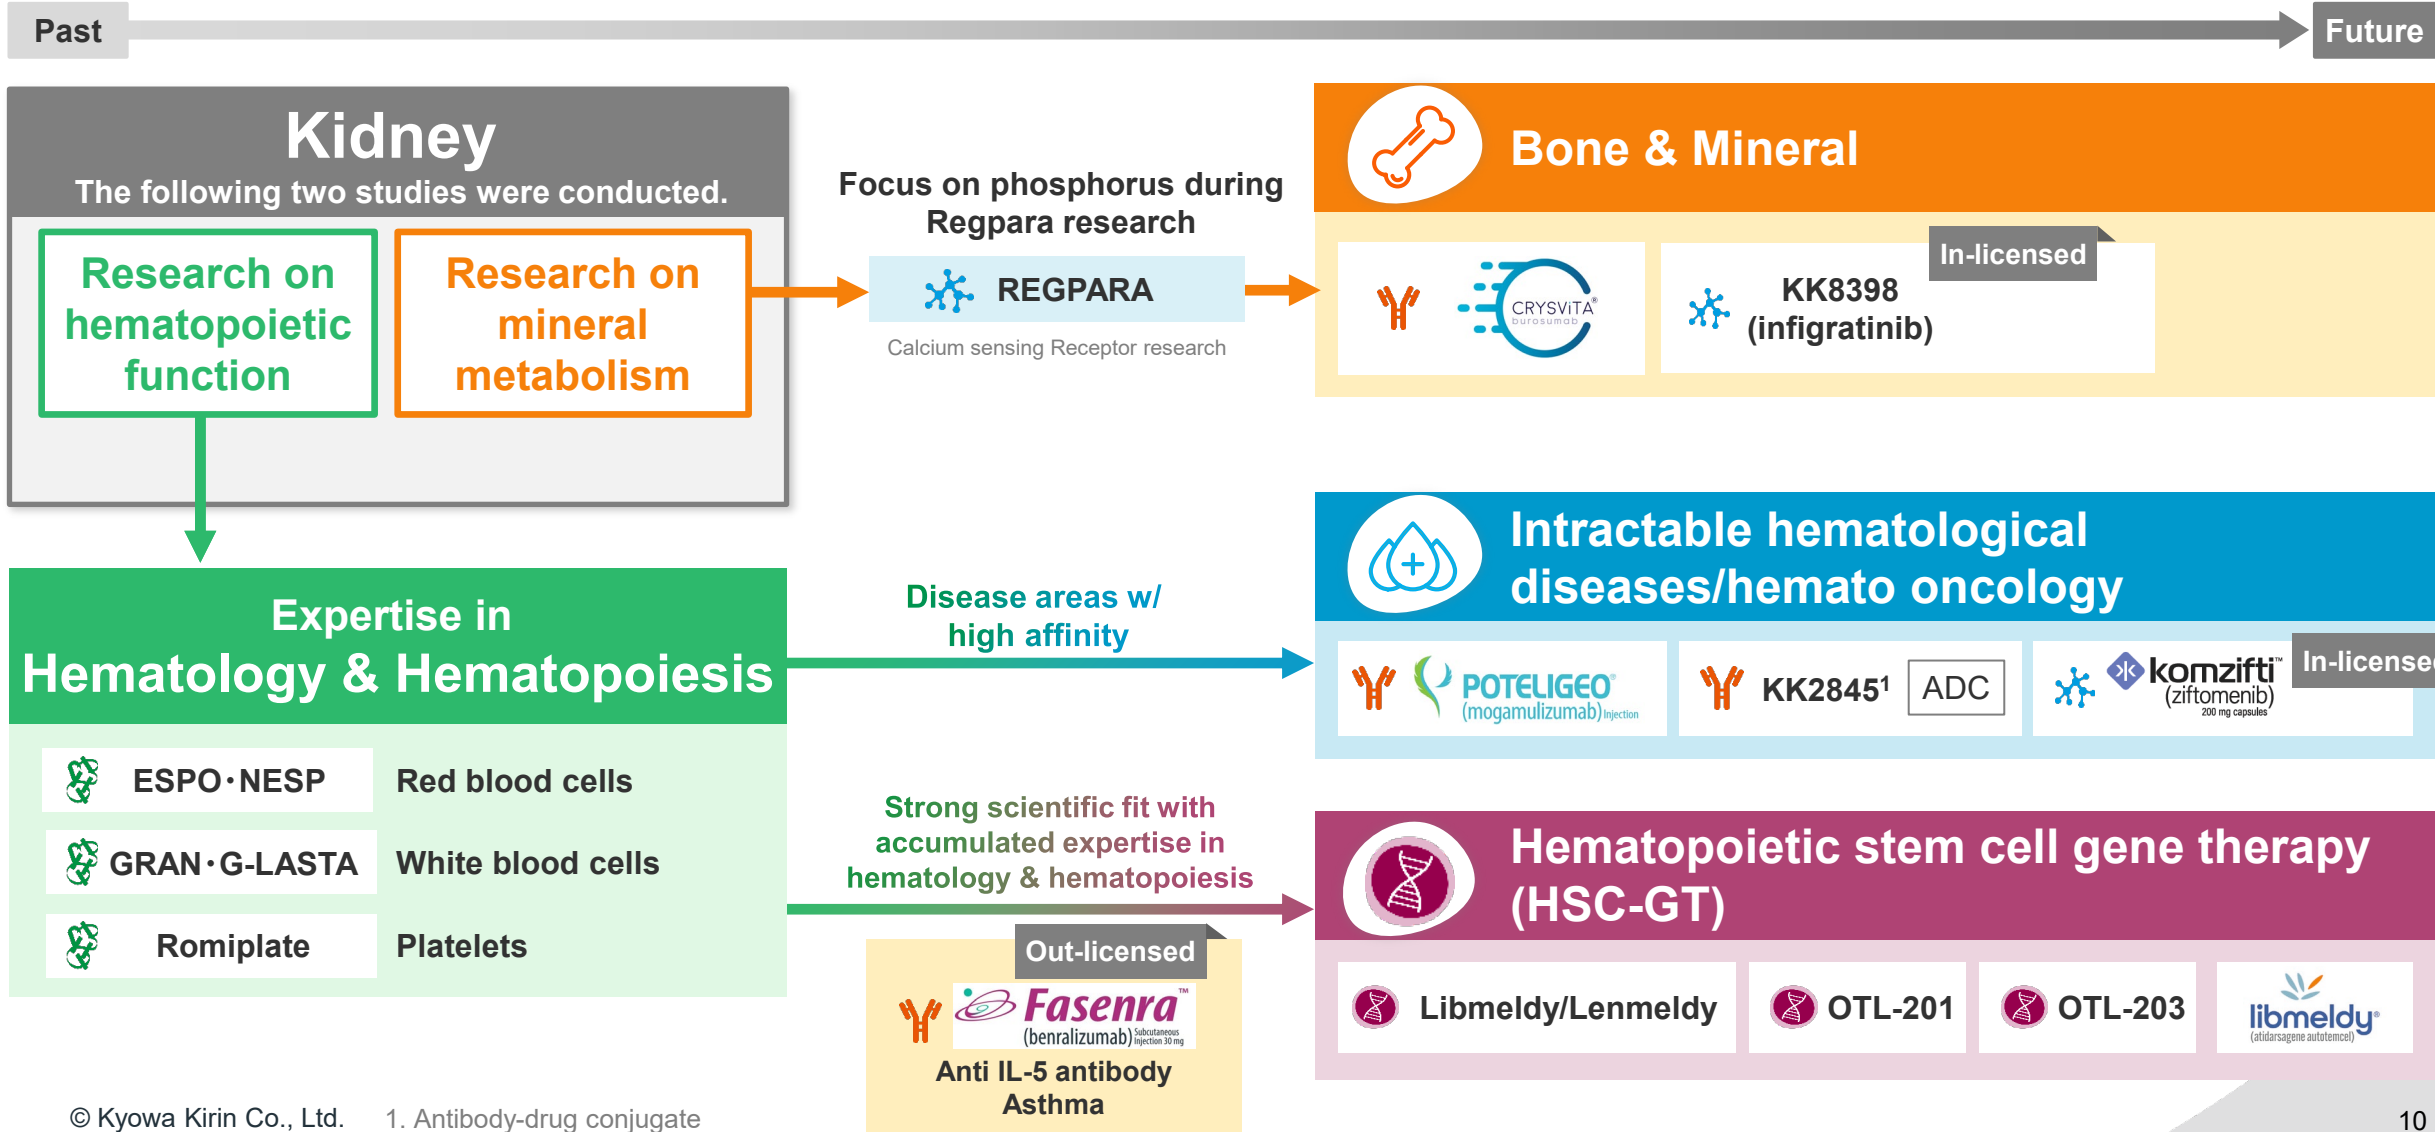 Past
Future
Kidney
The following two studies were conducted.
Research on
hematopoietic
function
Research on
mineral
metabolism
Focus on phosphorus during
Regpara research
REGPARA
Calcium sensing Receptor research
Bone & Mineral
CRYSViTA®
burosumab
In-licensed
KK8398
(infigratinib)
Expertise in
Hematology & Hematopoiesis
ESPO・NESP
Red blood cells
GRAN・G-LASTA
White blood cells
Romiplate
Platelets
Disease areas w/
high affinity
Intractable hematological
diseases/hemato oncology
POTELIGEO®
(mogamulizumab) Injection
KK2845¹
ADC
komzifti™
(ziftomenib)
200 mg capsules
In-license
Strong scientific fit with
accumulated expertise in
hematology & hematopoiesis
Out-licensed
Fasenra™
(benralizumab) Subcutaneous
Injection 30 mg
Anti IL-5 antibody
Asthma
Hematopoietic stem cell gene therapy
(HSC-GT)
Libmeldy/Lenmeldy
OTL-201
OTL-203
libmeldy®
(atidarsagene autotemcel)
© Kyowa Kirin Co., Ltd.
1. Antibody-drug conjugate
10